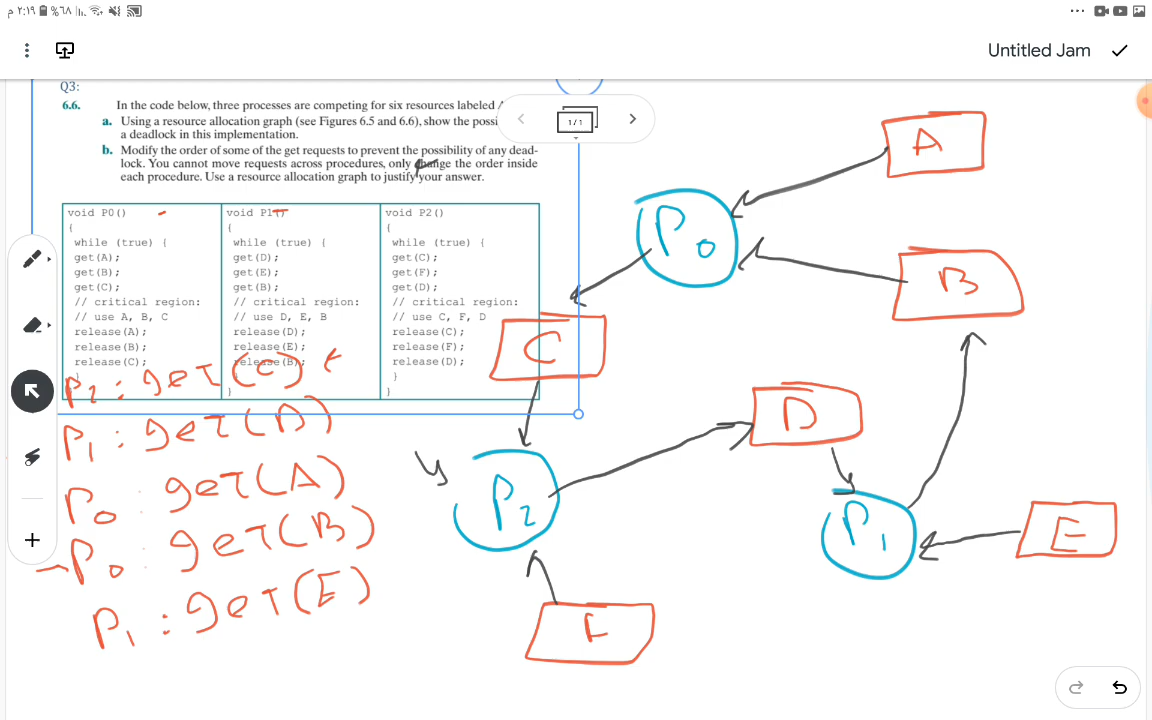 م ٢:١٩ %٦٨
Untitled Jam
Q3:
6.6. In the code below, three processes are competing for six resources labeled
a. Using a resource allocation graph (see Figures 6.5 and 6.6), show the possi
a deadlock in this implementation.
b. Modify the order of some of the get requests to prevent the possibility of any dead-
lock. You cannot move requests across procedures, only change the order inside
each procedure. Use a resource allocation graph to justify your answer.
1/1
void P0() void P1() void P2()
{ { {
while (true) { while (true) { while (true) {
get(A); get(D); get(C);
get(B); get(E); get(F);
get(C); get(B); get(D);
// critical region: // critical region: // critical region:
// use A, B, C // use D, E, B // use C, F, D
release(A); release(D); release(C);
release(B); release(E); release(F);
release(C); release(B); release(D);
} }
} }
P2 : get(C)
P1 : get(D)
P0 : get(A)
P0 : get(B)
P1 : get(E)
A
P0
B
C
D
P2
P1
E
F